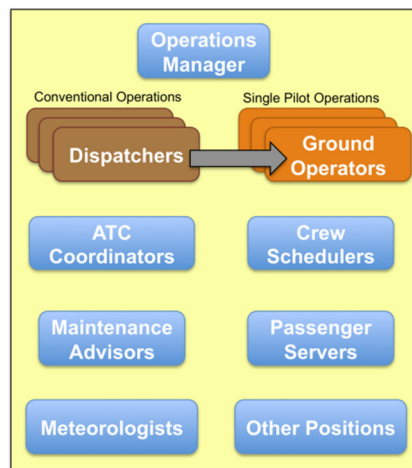 Operations
Manager
Conventional Operations
Single Pilot Operations
Dispatchers
Ground
Operators
ATC
Coordinators
Crew
Schedulers
Maintenance
Advisors
Passenger
Servers
Meteorologists
Other Positions